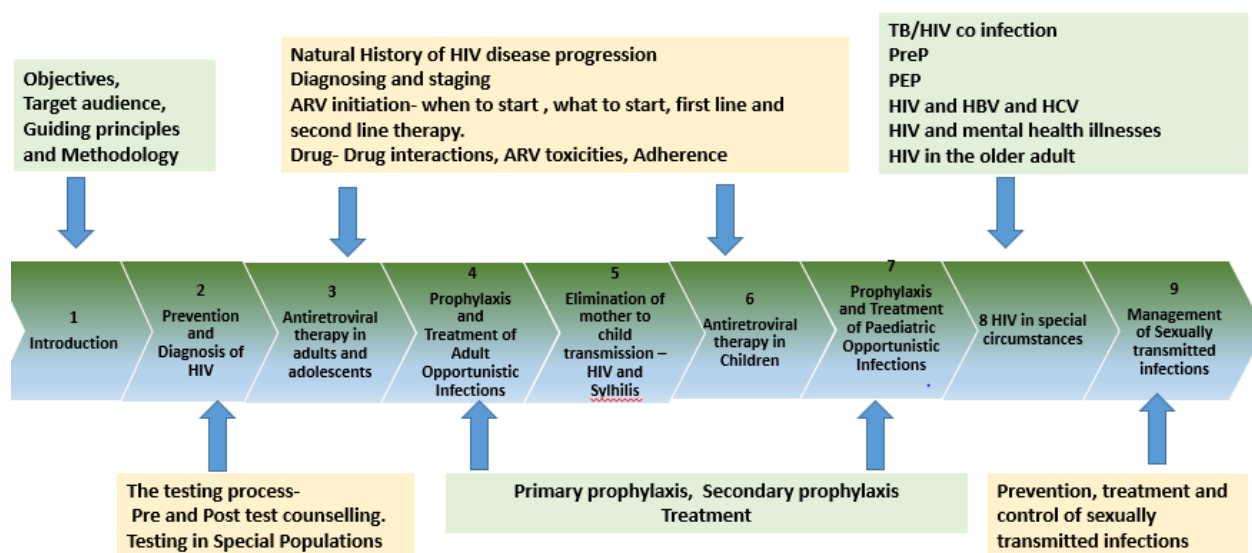 Objectives,
Target audience,
Guiding principles
and Methodology
Natural History of HIV disease progression
Diagnosing and staging
ARV initiation- when to start , what to start, first line and
second line therapy.
Drug- Drug interactions, ARV toxicities, Adherence
TB/HIV co infection
PreP
PEP
HIV and HBV and HCV
HIV and mental health illnesses
HIV in the older adult
1
Introduction
2
Prevention
and
Diagnosis of
HIV
3
Antiretroviral
therapy in
adults and
adolescents
4
Prophylaxis
and
Treatment of
Adult
Opportunistic
Infections
5
Elimination of
mother to
child
transmission –
HIV and
Sylhilis
6
Antiretroviral
therapy in
Children
7
Prophylaxis
and Treatment
of Paediatric
Opportunistic
Infections
8 HIV in special
circumstances
9
Management
of Sexually
transmitted
infections
The testing process-
Pre and Post test counselling.
Testing in Special Populations
Primary prophylaxis, Secondary prophylaxis
Treatment
Prevention, treatment and
control of sexually
transmitted infections